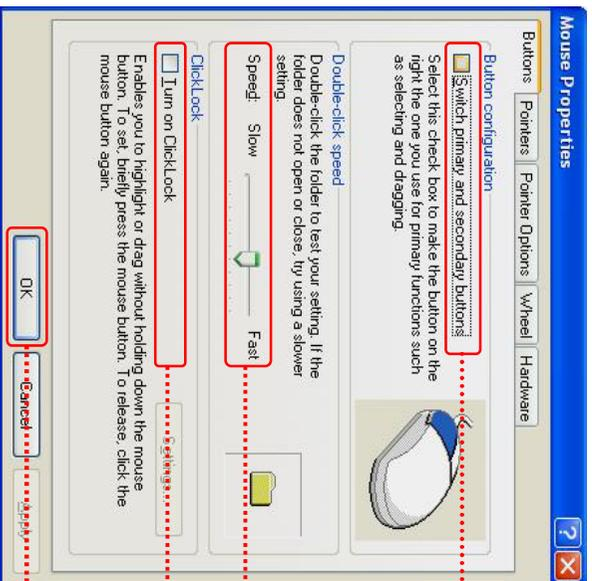 Mouse Properties
Buttons Pointers Pointer Options Wheel Hardware
Button configuration
Switch primary and secondary buttons
Select this check box to make the button on the
right the one you use for primary functions such
as selecting and dragging.
Double-click speed
Double-click the folder to test your setting. If the
folder does not open or close, try using a slower
setting.
Speed: Slow Fast
ClickLock
Turn on ClickLock
Settings...
Enables you to highlight or drag without holding down the mouse
button. To set, briefly press the mouse button. To release, click the
mouse button again.
OK Cancel Apply